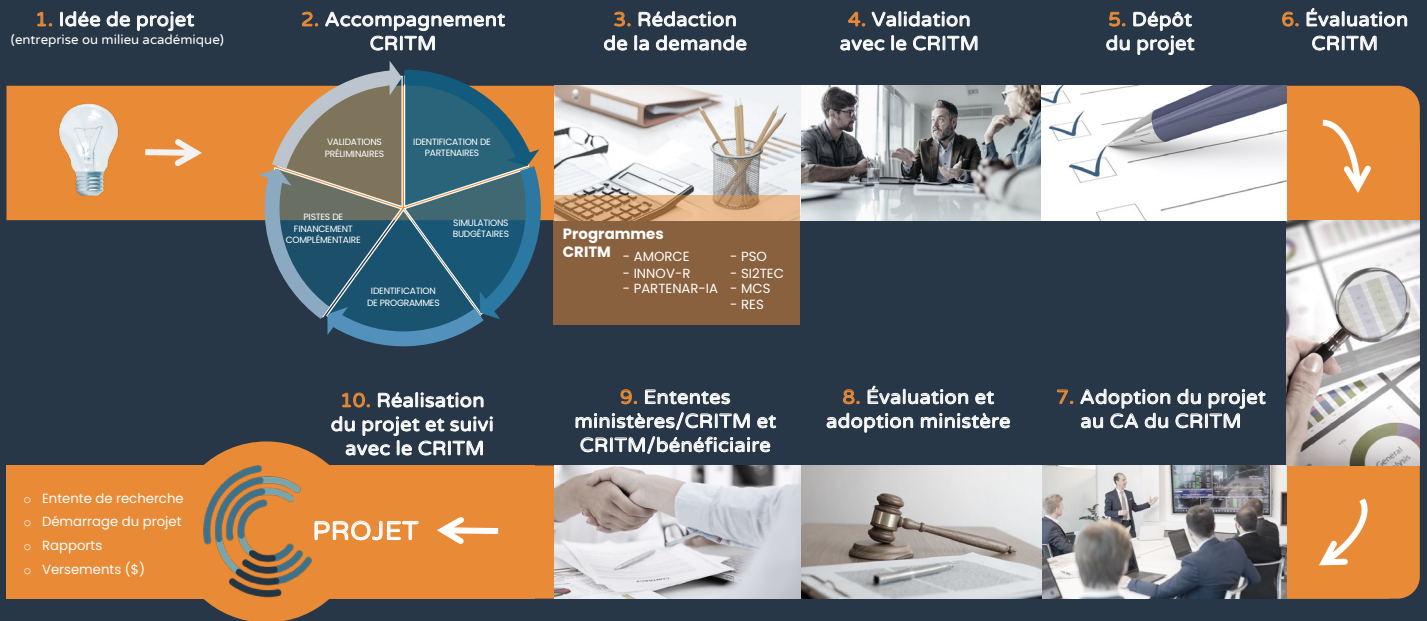 1. Idée de projet
(entreprise ou milieu académique)
2. Accompagnement
CRITM
3. Rédaction
de la demande
4. Validation
avec le CRITM
5. Dépôt
du projet
6. Évaluation
CRITM
VALIDATIONS
PRÉLIMINAIRES
IDENTIFICATION DE
PARTENAIRES
SIMULATIONS
BUDGÉTAIRES
IDENTIFICATION
DE PROGRAMMES
PISTES DE
FINANCEMENT
COMPLÉMENTAIRE
Programmes
CRITM
- AMORCE
- INNOV-R
- PARTENAR-IA
- PSO
- SI2TEC
- MCS
- RES
General
7. Adoption du projet
au CA du CRITM
8. Évaluation et
adoption ministère
9. Ententes
ministères/CRITM et
CRITM/bénéficiaire
CONTRACT
10. Réalisation
du projet et suivi
avec le CRITM
PROJET
o Entente de recherche
o Démarrage du projet
o Rapports
o Versements ($)